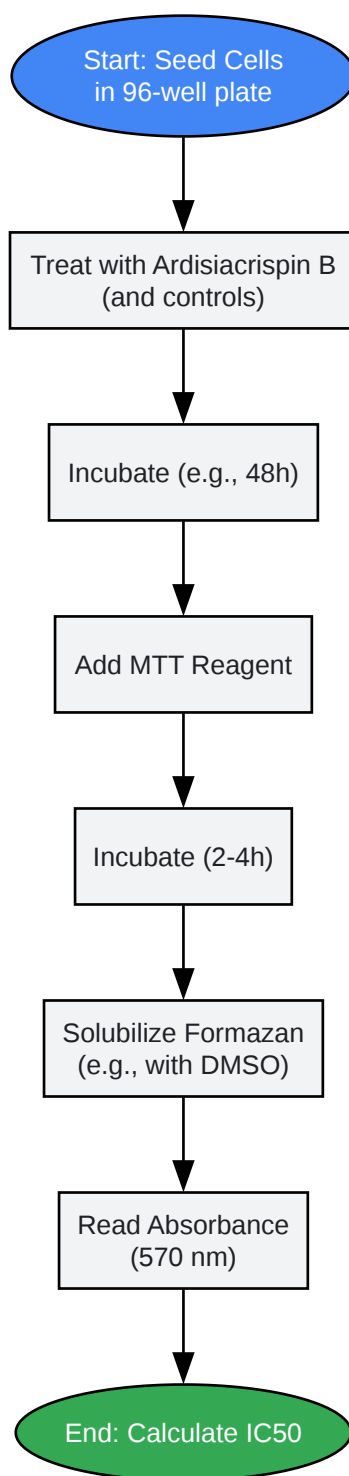 Start: Seed Cells
in 96-well plate
Treat with Ardisiacrispin B
(and controls)
Incubate (e.g., 48h)
Add MTT Reagent
Incubate (2-4h)
Solubilize Formazan
(e.g., with DMSO)
Read Absorbance
(570 nm)
End: Calculate IC50